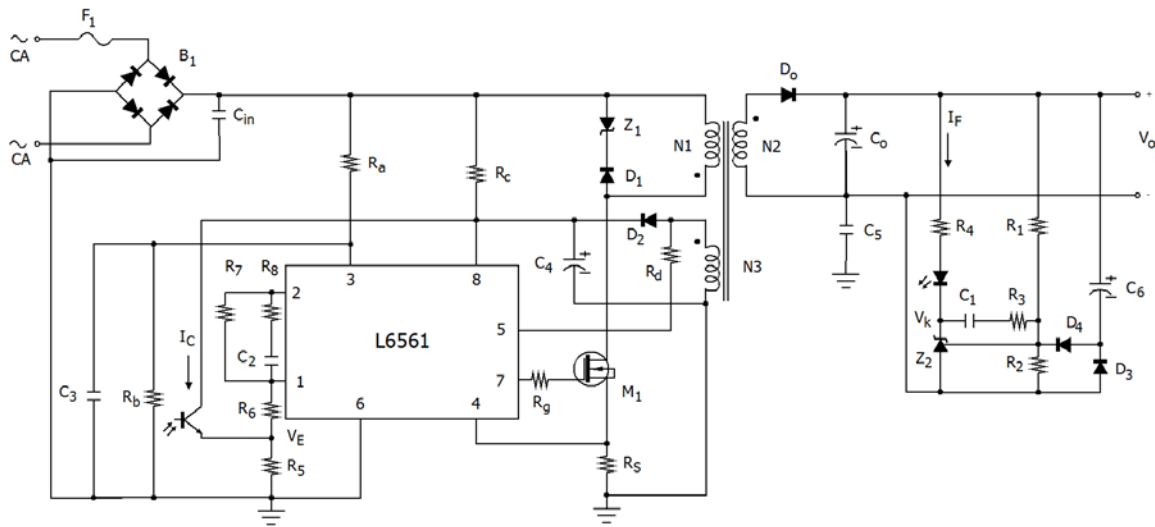 F1
CA
B1
Cin
CA
Ra
Rc
Z1
D1
N1
N2
Do
Co
IF
+
Vo
-
D2
Rd
C4
N3
C5
R4
R1
C6
R7
R8
3
8
2
5
L6561
IC
C2
1
7
Rg
M1
C3
Rb
R6
6
4
VE
R5
RS
Vk
C1
R3
Z2
R2
D4
D3